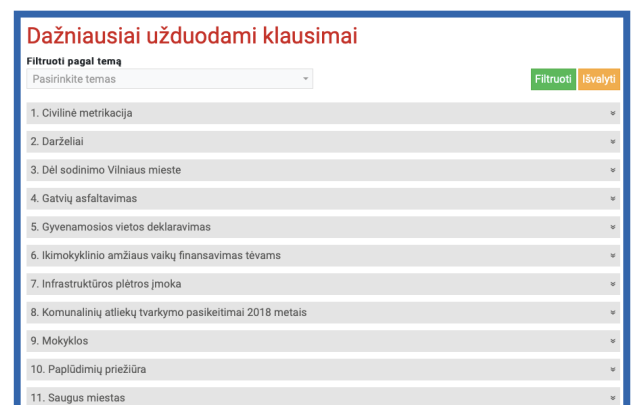 Dažniausiai užduodami klausimai
Filtruoti pagal temą
Pasirinkite temas
Filtruoti Išvalyti
1. Civilinė metrikacija
2. Darželiai
3. Dėl sodinimo Vilniaus mieste
4. Gatvių asfaltavimas
5. Gyvenamosios vietos deklaravimas
6. Ikimokyklinio amžiaus vaikų finansavimas tėvams
7. Infrastruktūros plėtros įmoka
8. Komunalinių atliekų tvarkymo pasikeitimai 2018 metais
9. Mokyklos
10. Paplūdimių priežiūra
11. Saugus miestas